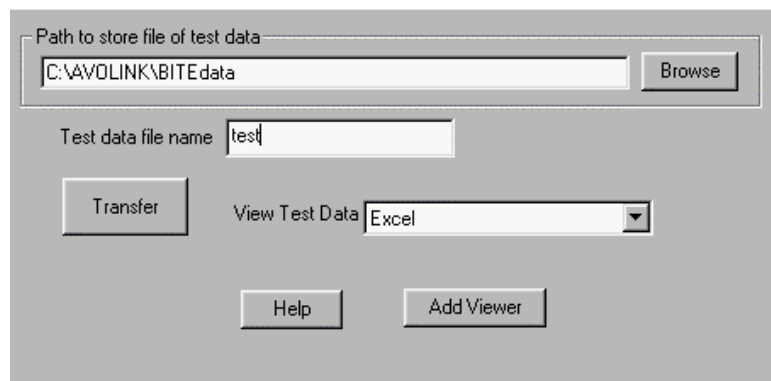 Path to store file of test data
C:\AVOLINK\BITEdata
Browse
Test data file name
test
Transfer
View Test Data
Excel
Help
Add Viewer